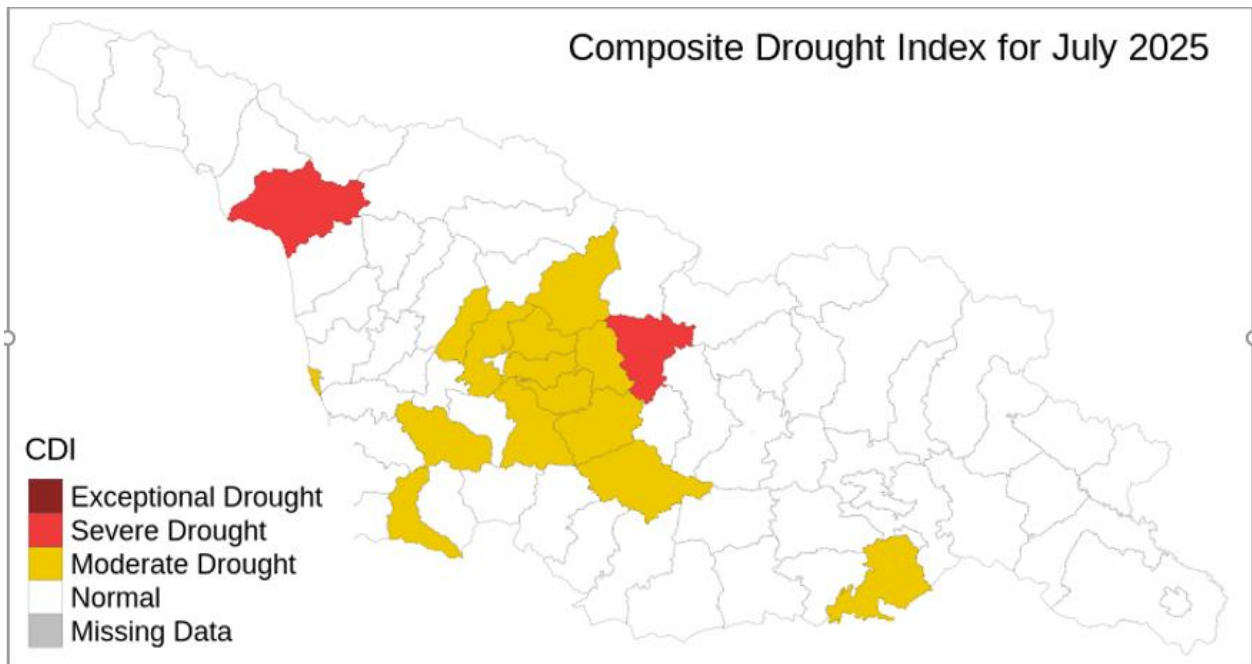 Composite Drought Index for July 2025
CDI
Exceptional Drought
Severe Drought
Moderate Drought
Normal
Missing Data